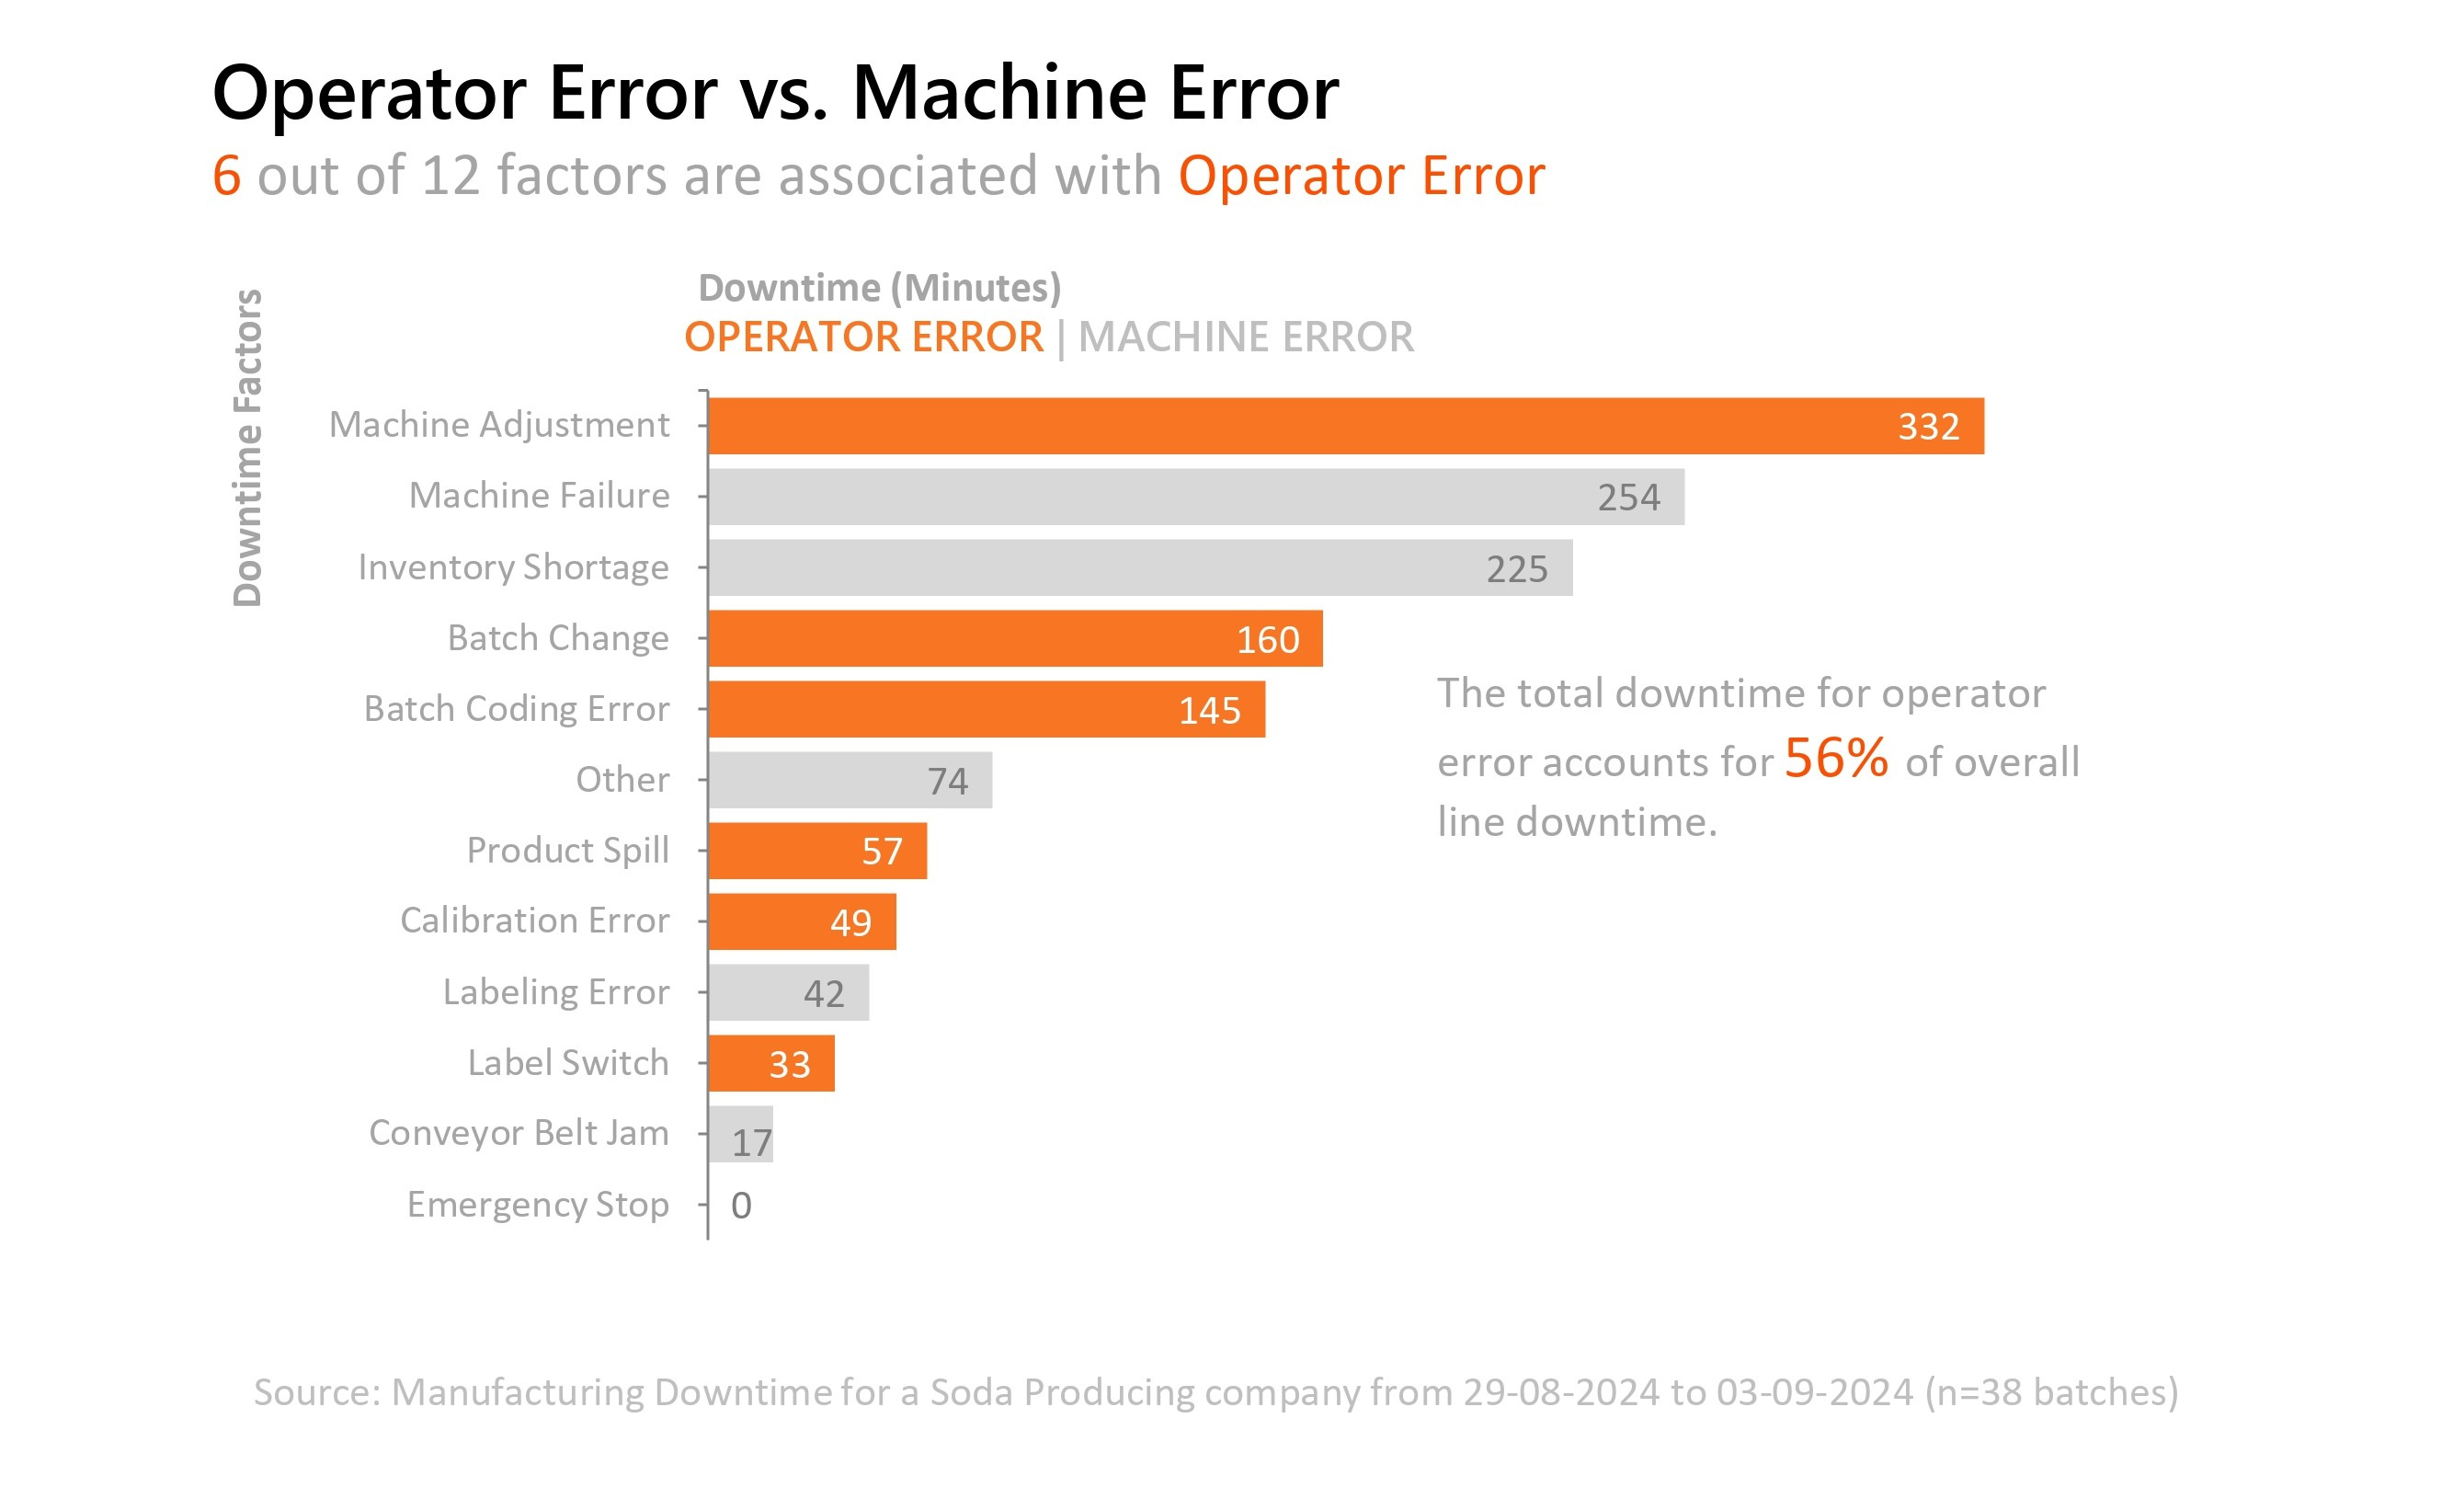 Operator Error vs. Machine Error
6 out of 12 factors are associated with Operator Error
Downtime (Minutes)
OPERATOR ERROR | MACHINE ERROR
Downtime Factors
Machine Adjustment 332
Machine Failure 254
Inventory Shortage 225
Batch Change 160
Batch Coding Error 145
Other 74
Product Spill 57
Calibration Error 49
Labeling Error 42
Label Switch 33
Conveyor Belt Jam 17
Emergency Stop 0
The total downtime for operator
error accounts for 56% of overall
line downtime.
Source: Manufacturing Downtime for a Soda Producing company from 29-08-2024 to 03-09-2024 (n=38 batches)